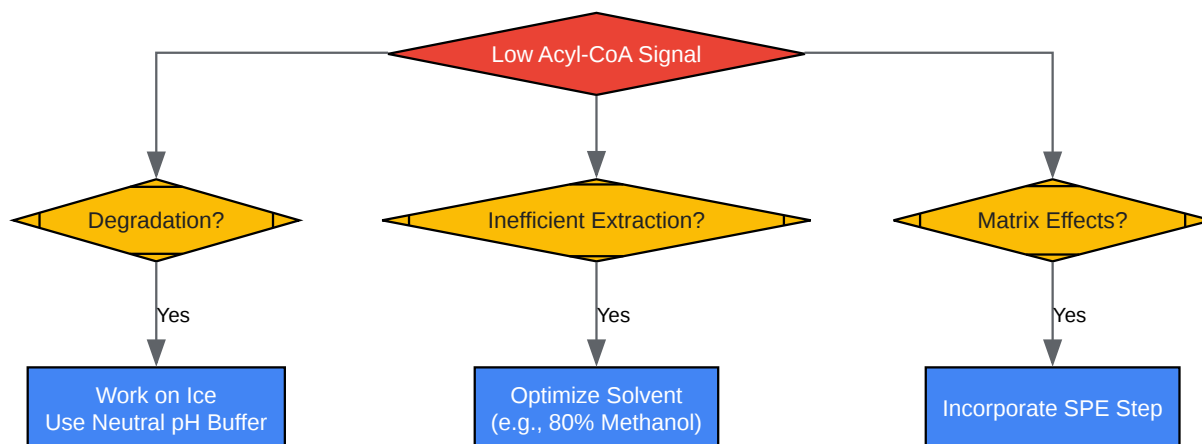 Low Acyl-CoA Signal
Degradation?
Inefficient Extraction?
Matrix Effects?
Yes
Yes
Yes
Work on Ice
Use Neutral pH Buffer
Optimize Solvent
(e.g., 80% Methanol)
Incorporate SPE Step